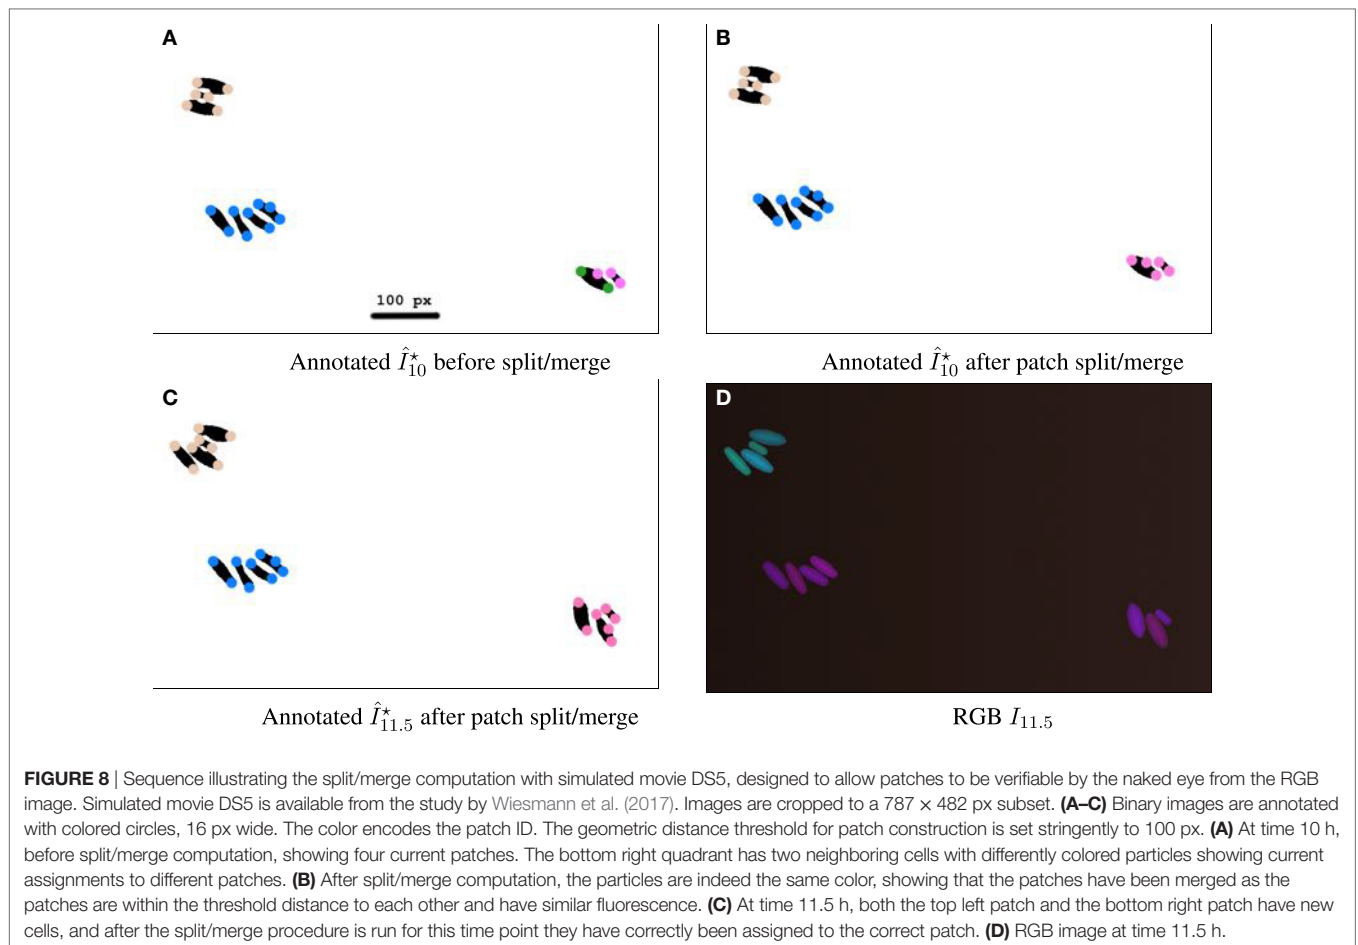 A
B
100 px
Annotated Î⋆10 before split/merge
Annotated Î⋆10 after patch split/merge
C
D
Annotated Î⋆11.5 after patch split/merge
RGB I11.5
FIGURE 8 | Sequence illustrating the split/merge computation with simulated movie DS5, designed to allow patches to be verifiable by the naked eye from the RGB
image. Simulated movie DS5 is available from the study by Wiesmann et al. (2017). Images are cropped to a 787 × 482 px subset. (A–C) Binary images are annotated
with colored circles, 16 px wide. The color encodes the patch ID. The geometric distance threshold for patch construction is set stringently to 100 px. (A) At time 10 h,
before split/merge computation, showing four current patches. The bottom right quadrant has two neighboring cells with differently colored particles showing current
assignments to different patches. (B) After split/merge computation, the particles are indeed the same color, showing that the patches have been merged as the
patches are within the threshold distance to each other and have similar fluorescence. (C) At time 11.5 h, both the top left patch and the bottom right patch have new
cells, and after the split/merge procedure is run for this time point they have correctly been assigned to the correct patch. (D) RGB image at time 11.5 h.